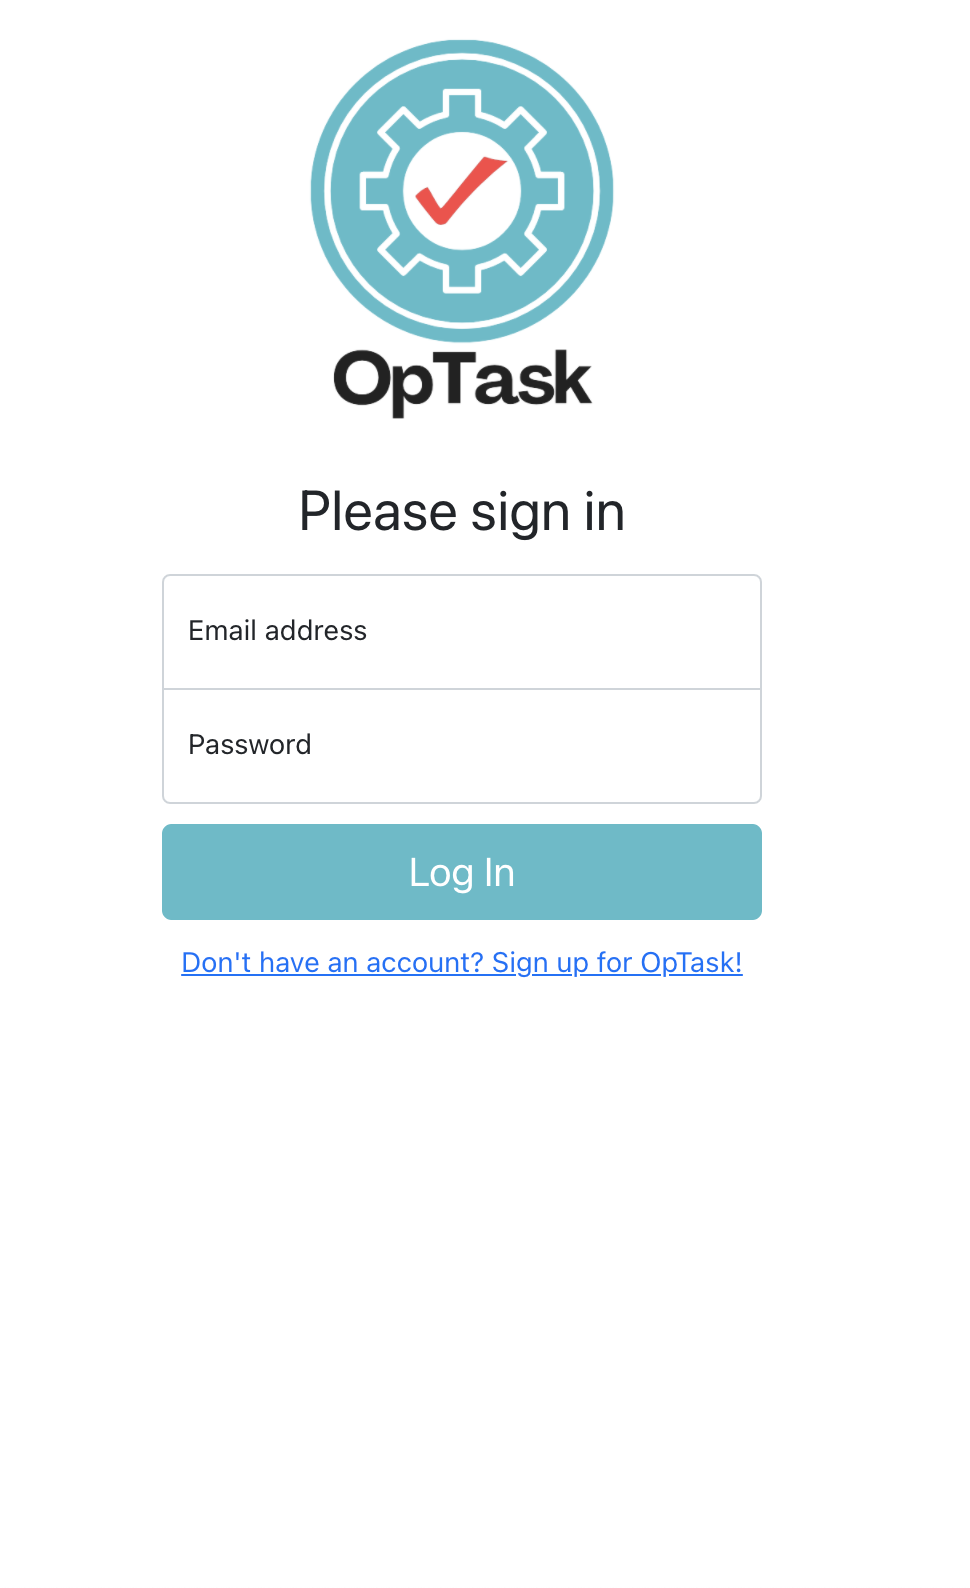 OpTask
Please sign in
Email address
Password
Log In
Don't have an account? Sign up for OpTask!